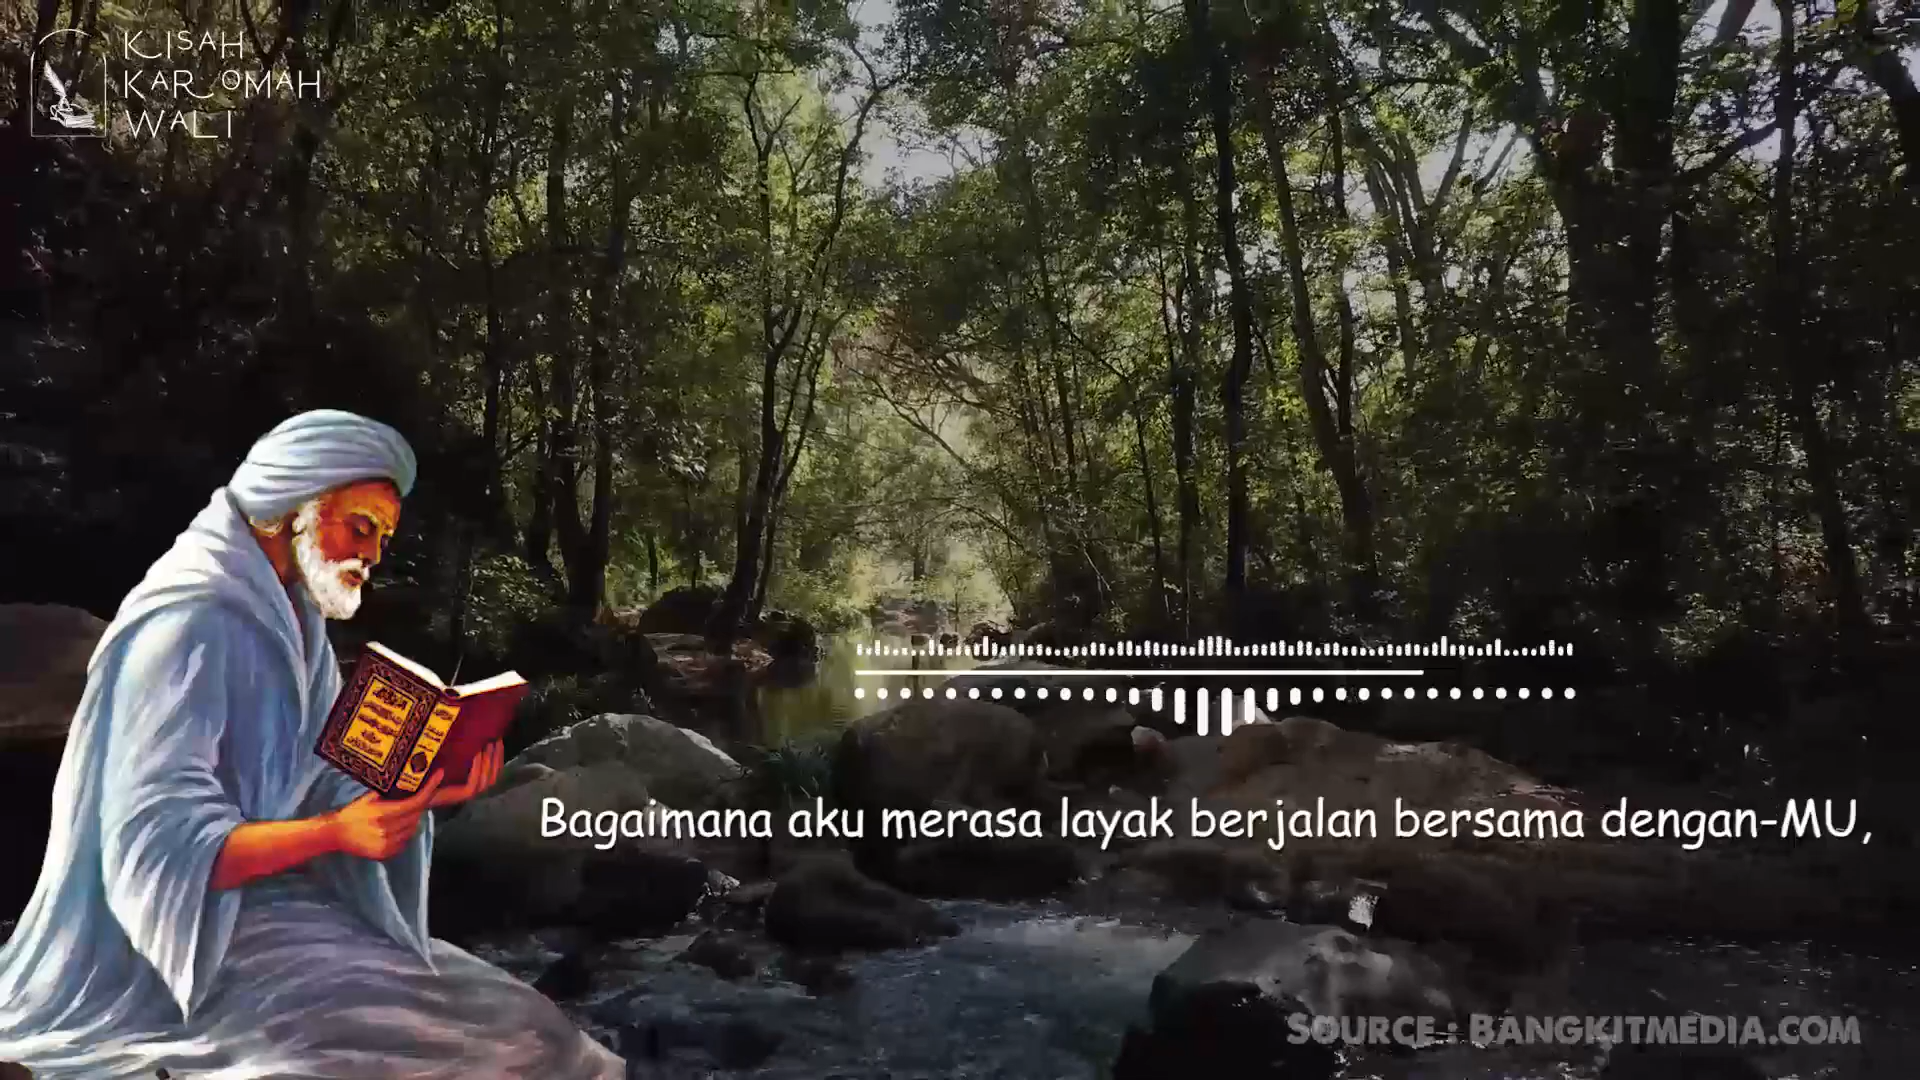 KISAH
KAROMAH
WALI
Bagaimana aku merasa layak berjalan bersama dengan-MU,
SOURCE : BANGKITMEDIA.COM